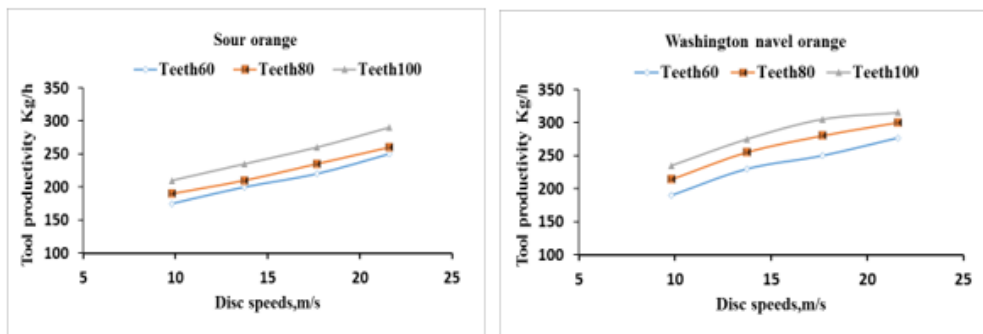 Sour orange
Teeth60 Teeth80 Teeth100
Tool productivity Kg/h
350
300
250
200
150
100
5 10 15 20 25
Disc speeds,m/s
Washington navel orange
Teeth60 Teeth80 Teeth100
Tool productivity Kg/h
350
300
250
200
150
100
5 10 15 20 25
Disc speeds,m/s